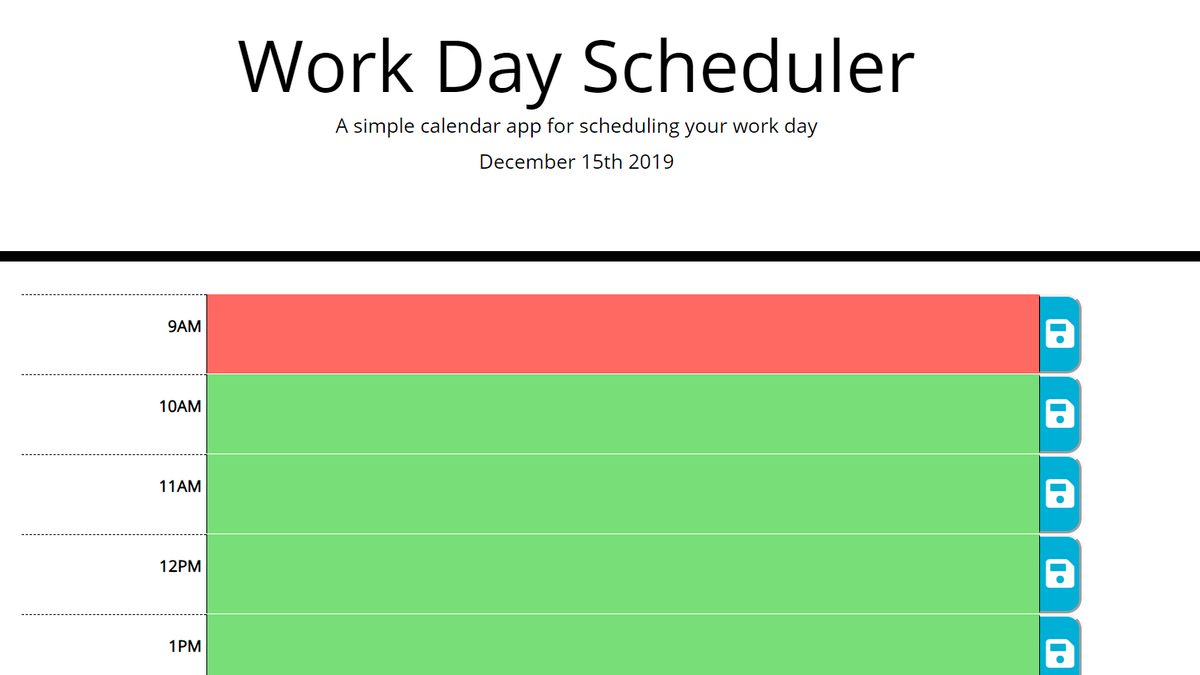 Work Day Scheduler
A simple calendar app for scheduling your work day
December 15th 2019
9AM
10AM
11AM
12PM
1PM